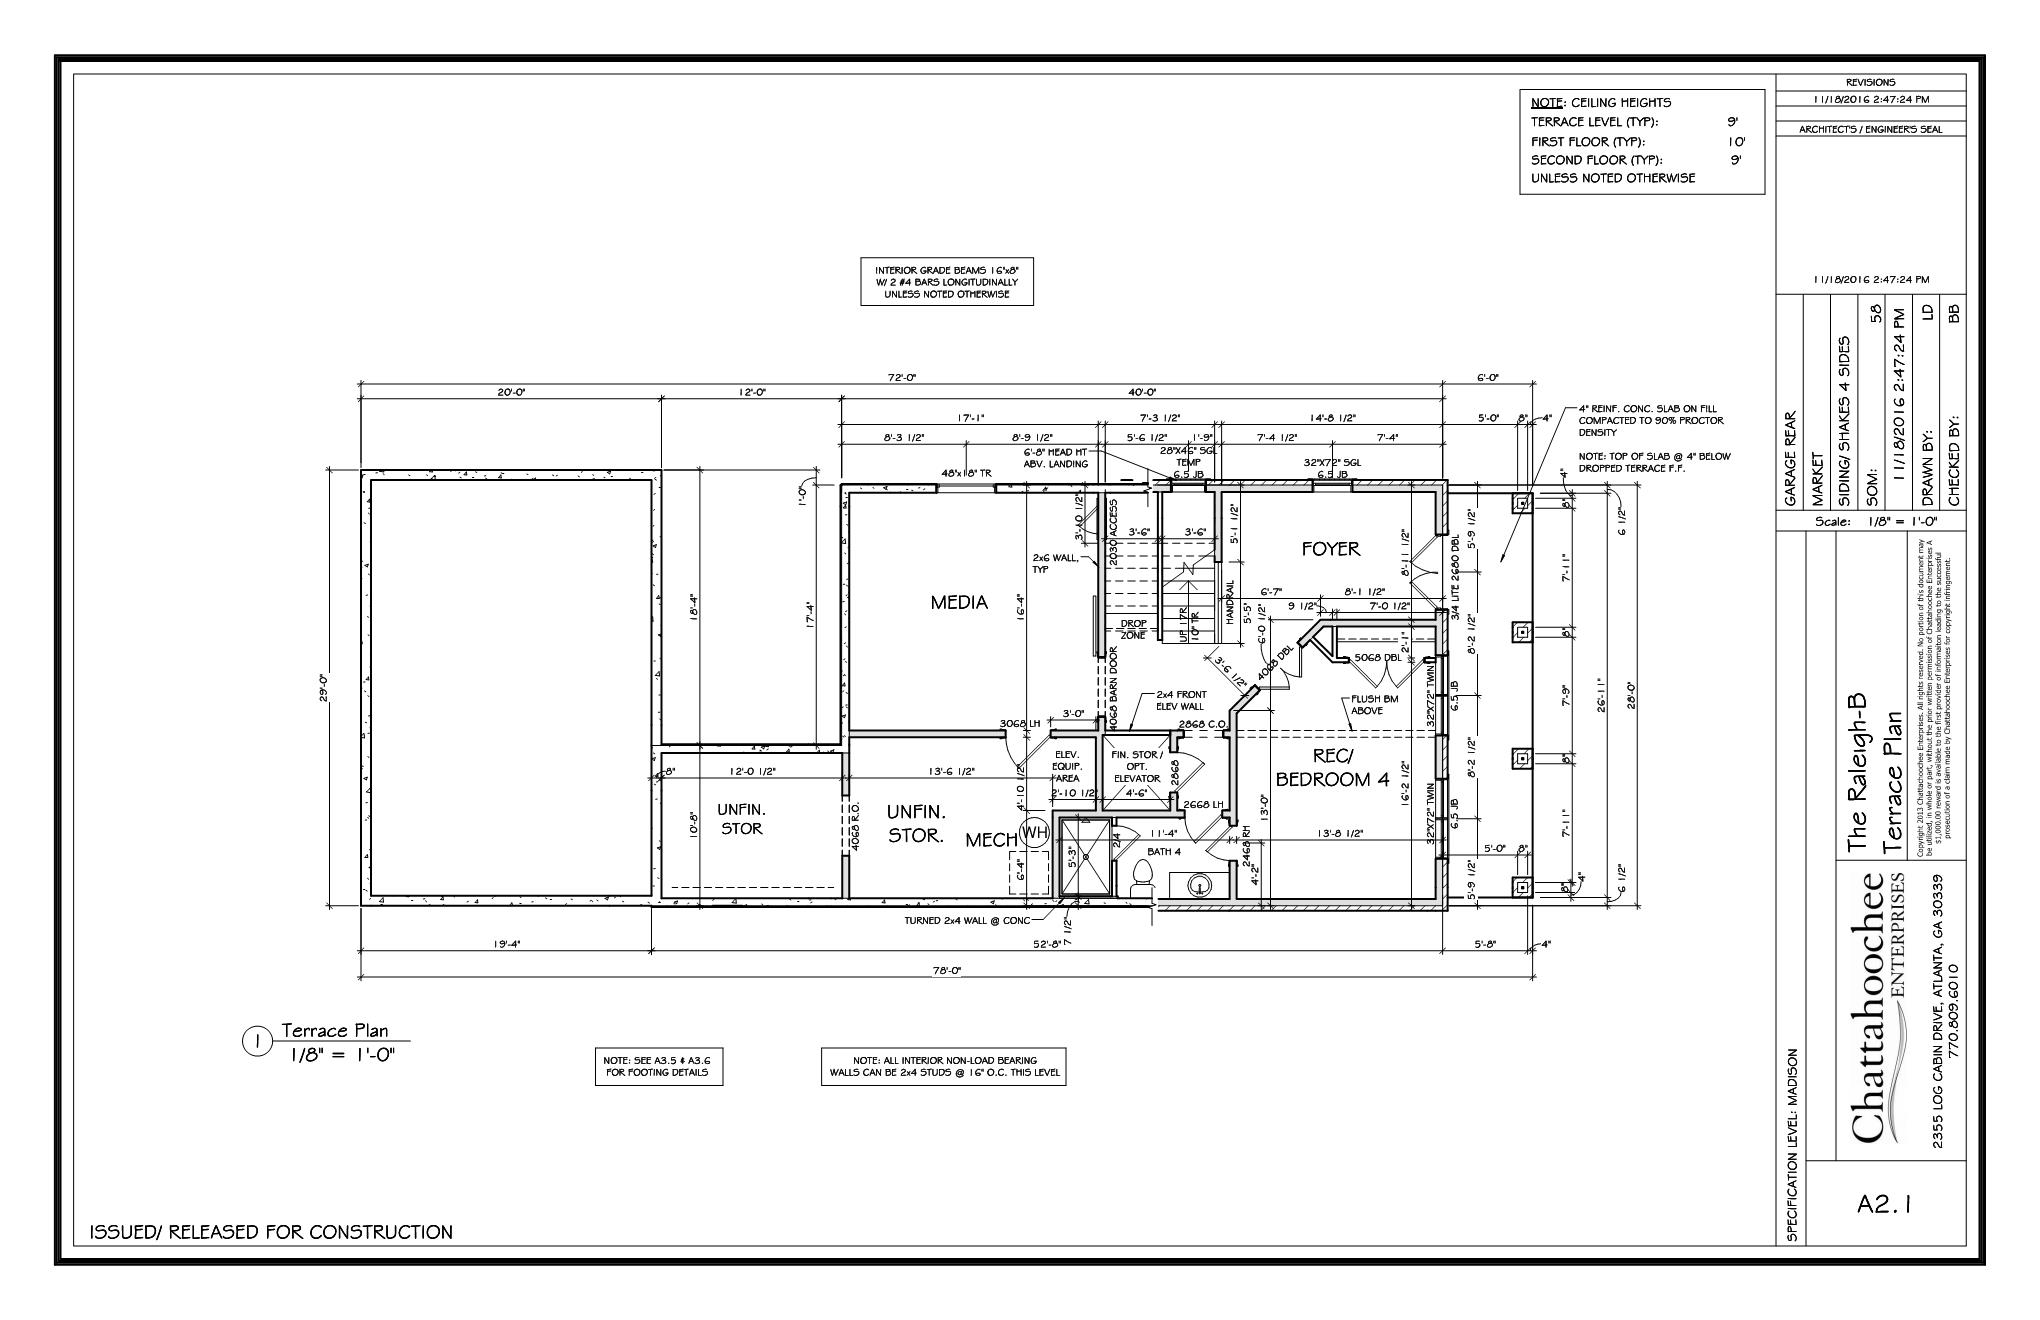 NOTE: CEILING HEIGHTS
TERRACE LEVEL (TYP): 9'
FIRST FLOOR (TYP): 10'
SECOND FLOOR (TYP): 9'
UNLESS NOTED OTHERWISE
INTERIOR GRADE BEAMS 16"x8"
W/ 2 #4 BARS LONGITUDINALLY
UNLESS NOTED OTHERWISE
72'-0"
6'-0"
20'-0"
12'-0"
40'-0"
17'-1"
7'-3 1/2"
14'-8 1/2"
5'-0"
8"
4"
8'-3 1/2"
8'-9 1/2"
5'-6 1/2"
1'-9"
7'-4 1/2"
7'-4"
4" REINF. CONC. SLAB ON FILL
COMPACTED TO 90% PROCTOR
DENSITY
NOTE: TOP OF SLAB @ 4" BELOW
DROPPED TERRACE F.F.
6'-8" HEAD HT
ABV. LANDING
28"X46" SGL
TEMP
6.5 JB
32"X72" SGL
6.5 JB
48"x18" TR
1'-0"
29'-0"
18'-4"
17'-4"
16'-4"
3'-10 1/2"
2030 ACCESS
2x6 WALL,
TYP
3'-6"
3'-6"
5'-1 1/2"
MEDIA
FOYER
8'-11 1/2"
3/4 LITE 2680 DBL
5'-9 1/2"
4"
8"
6 1/2"
7'-11"
HANDRAIL
DROP
ZONE
UP 17R
10" TR
5'-5"
6'-7"
8'-1 1/2"
9 1/2"
7'-0 1/2"
6'-0 1/2"
2'-1"
8'-2 1/2"
8"
3'-6 1/2"
4068 DBL
5068 DBL
4068 BARN DOOR
2x4 FRONT
ELEV WALL
FLUSH BM
ABOVE
32"X72" TWIN
6.5 JB
7'-9"
26'-11"
28'-0"
3068 LH
3'-0"
2868 C.O.
8"
12'-0 1/2"
13'-6 1/2"
4'-10 1/2"
ELEV.
EQUIP.
AREA
FIN. STOR /
OPT.
ELEVATOR
2868
REC/
BEDROOM 4
16'-2 1/2"
8'-2 1/2"
8"
2'-10 1/2"
4'-6"
2668 LH
13'-0"
32"X72" TWIN
6.5 JB
7'-11"
UNFIN.
STOR
10'-8"
4068 R.O.
UNFIN.
STOR.
MECH
WH
6'-4"
5'-3"
2/4
11'-4"
BATH 4
2468 RH
4'-2"
13'-8 1/2"
5'-0"
8"
5'-9 1/2"
8"
4"
6 1/2"
TURNED 2x4 WALL @ CONC
7 1/2"
19'-4"
52'-8"
5'-8"
4"
78'-0"
1
Terrace Plan
1/8" = 1'-0"
NOTE: SEE A3.5 & A3.6
FOR FOOTING DETAILS
NOTE: ALL INTERIOR NON-LOAD BEARING
WALLS CAN BE 2x4 STUDS @ 16" O.C. THIS LEVEL
ISSUED/ RELEASED FOR CONSTRUCTION
REVISIONS
11/18/2016 2:47:24 PM
ARCHITECT'S / ENGINEER'S SEAL
11/18/2016 2:47:24 PM
GARAGE REAR
MARKET
SIDING/ SHAKES 4 SIDES
SOM: 58
11/18/2016 2:47:24 PM
DRAWN BY: LD
CHECKED BY: BB
Scale: 1/8" = 1'-0"
The Raleigh-B
Terrace Plan
Copyright 2013 Chattahoochee Enterprises. All rights reserved. No portion of this document may
be utilized, in whole or part, without the prior written permission of Chattahoochee Enterprises A
$1,000.00 reward is available to the first provider of information leading to the successful
prosecution of a claim made by Chattahoochee Enterprises for copyright infringement.
Chattahoochee
ENTERPRISES
2355 LOG CABIN DRIVE, ATLANTA, GA 30339
770.809.6010
SPECIFICATION LEVEL: MADISON
A2.1